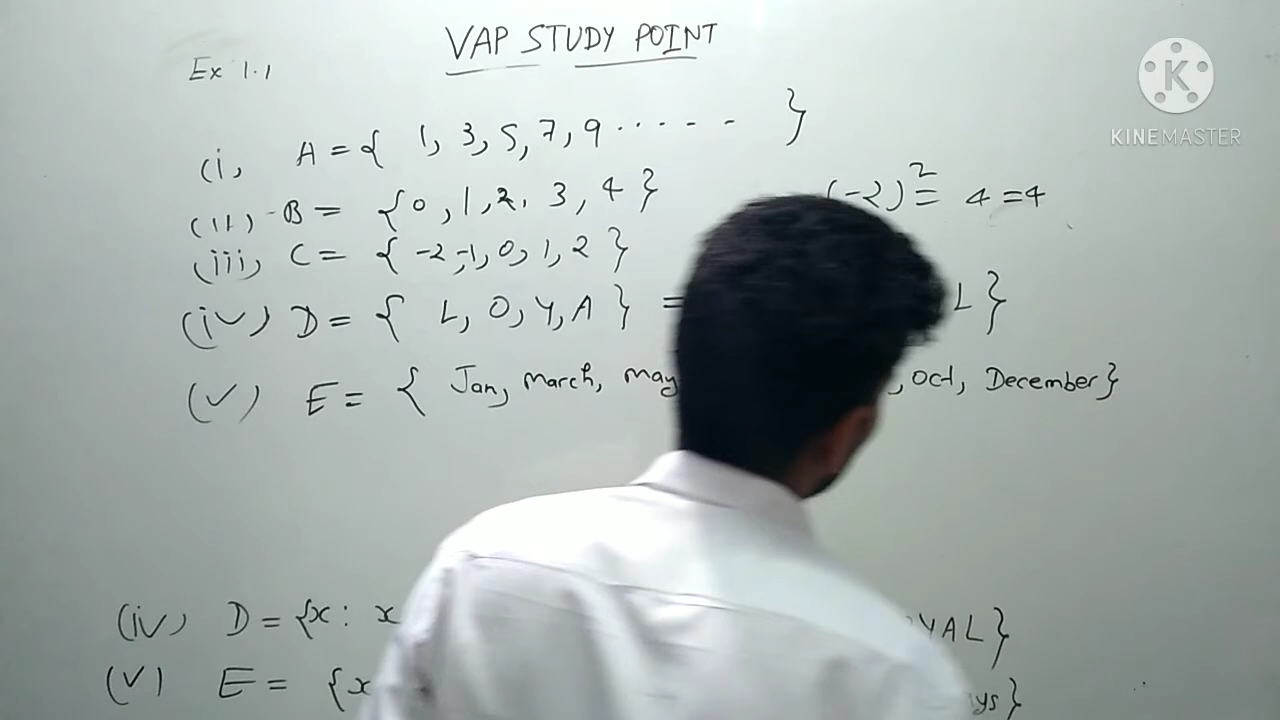 VAP STUDY POINT
Ex 1.1
KINEMASTER
(i, A = { 1, 3, 5, 7, 9 ..... }
(ii) B = {0, 1, 2, 3, 4} (-2)² = 4 = 4
(iii, C = { -2, -1, 0, 1, 2 }
(iv) D = { L, O, Y, A } = L}
(v) E = { Jan, march, may , Oct, December}
(iv) D = {x : x YAL}
(v) E = {x ys}